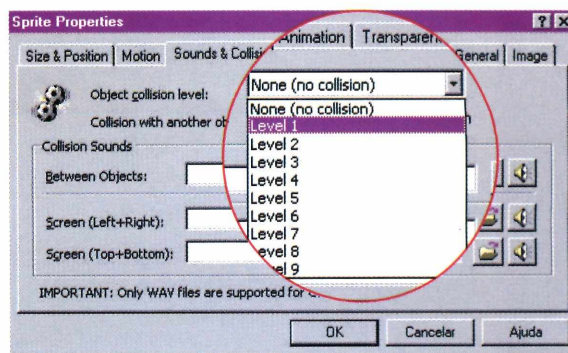 Sprite Properties
Animation Transparen
Size & Position Motion Sounds & Collisi General Image
Object collision level: None (no collision)
None (no collision)
Collision with another ob
Level 1
Level 2
Level 3
Level 4
Level 5
Level 6
Level 7
Level 8
Level 9
Collision Sounds
Between Objects:
Screen (Left+Right):
Screen (Top+Bottom):
IMPORTANT: Only WAV files are supported for
OK Cancelar Ajuda